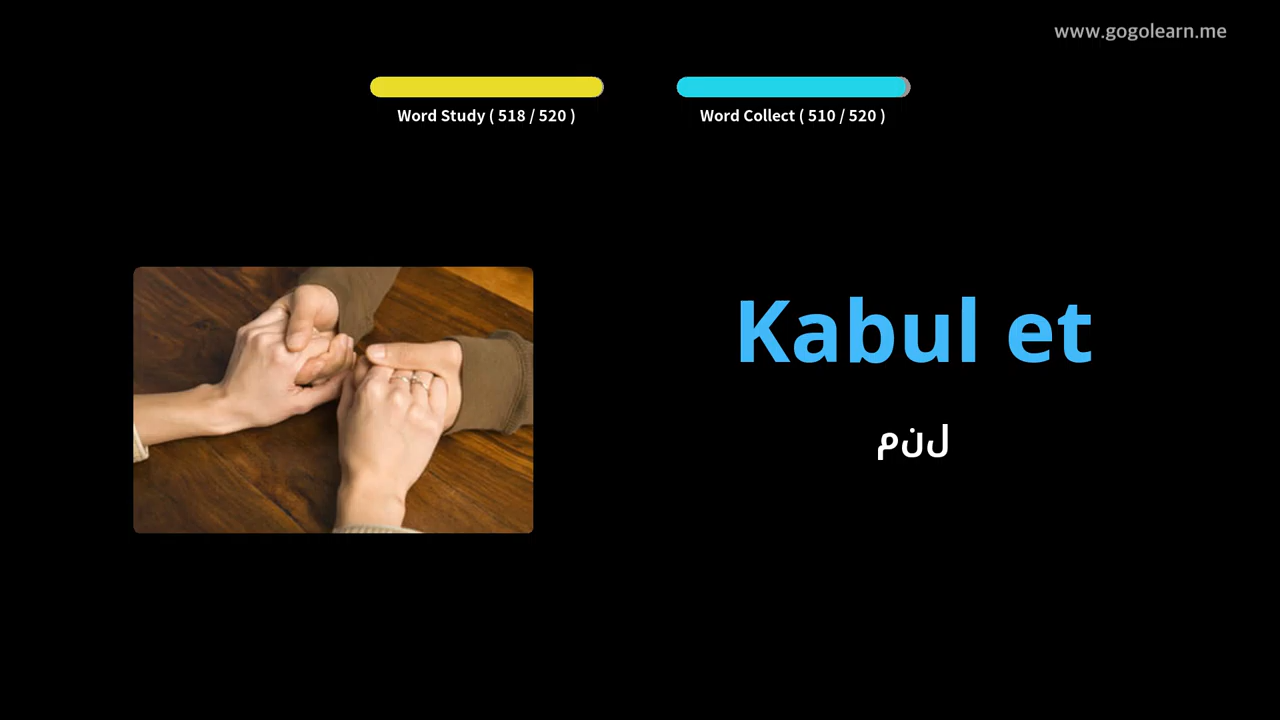 www.gogolearn.me
Word Study ( 518 / 520 )
Word Collect ( 510 / 520 )
Kabul et
منل